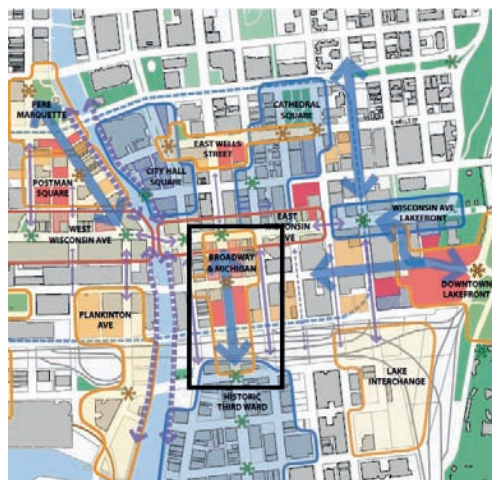 PERE
MARQUETTE
CATHEDRAL
SQUARE
EAST WELLS
STREET
CITY HALL
SQUARE
POSTMAN
SQUARE
WEST
WISCONSIN AVE
EAST
WISCONSIN
AVE
WISCONSIN AVE
LAKEFRONT
BROADWAY
& MICHIGAN
DOWNTOWN
LAKEFRONT
PLANKINTON
AVE
LAKE
INTERCHANGE
HISTORIC
THIRD WARD